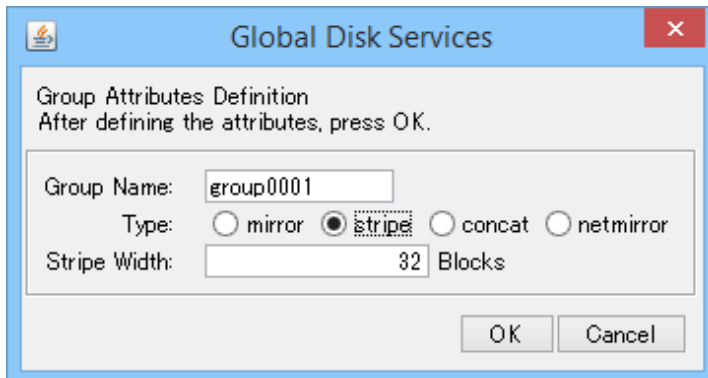 Global Disk Services
Group Attributes Definition
After defining the attributes, press OK.
Group Name: group0001
Type: mirror stripe concat netmirror
Stripe Width: 32 Blocks
OK Cancel